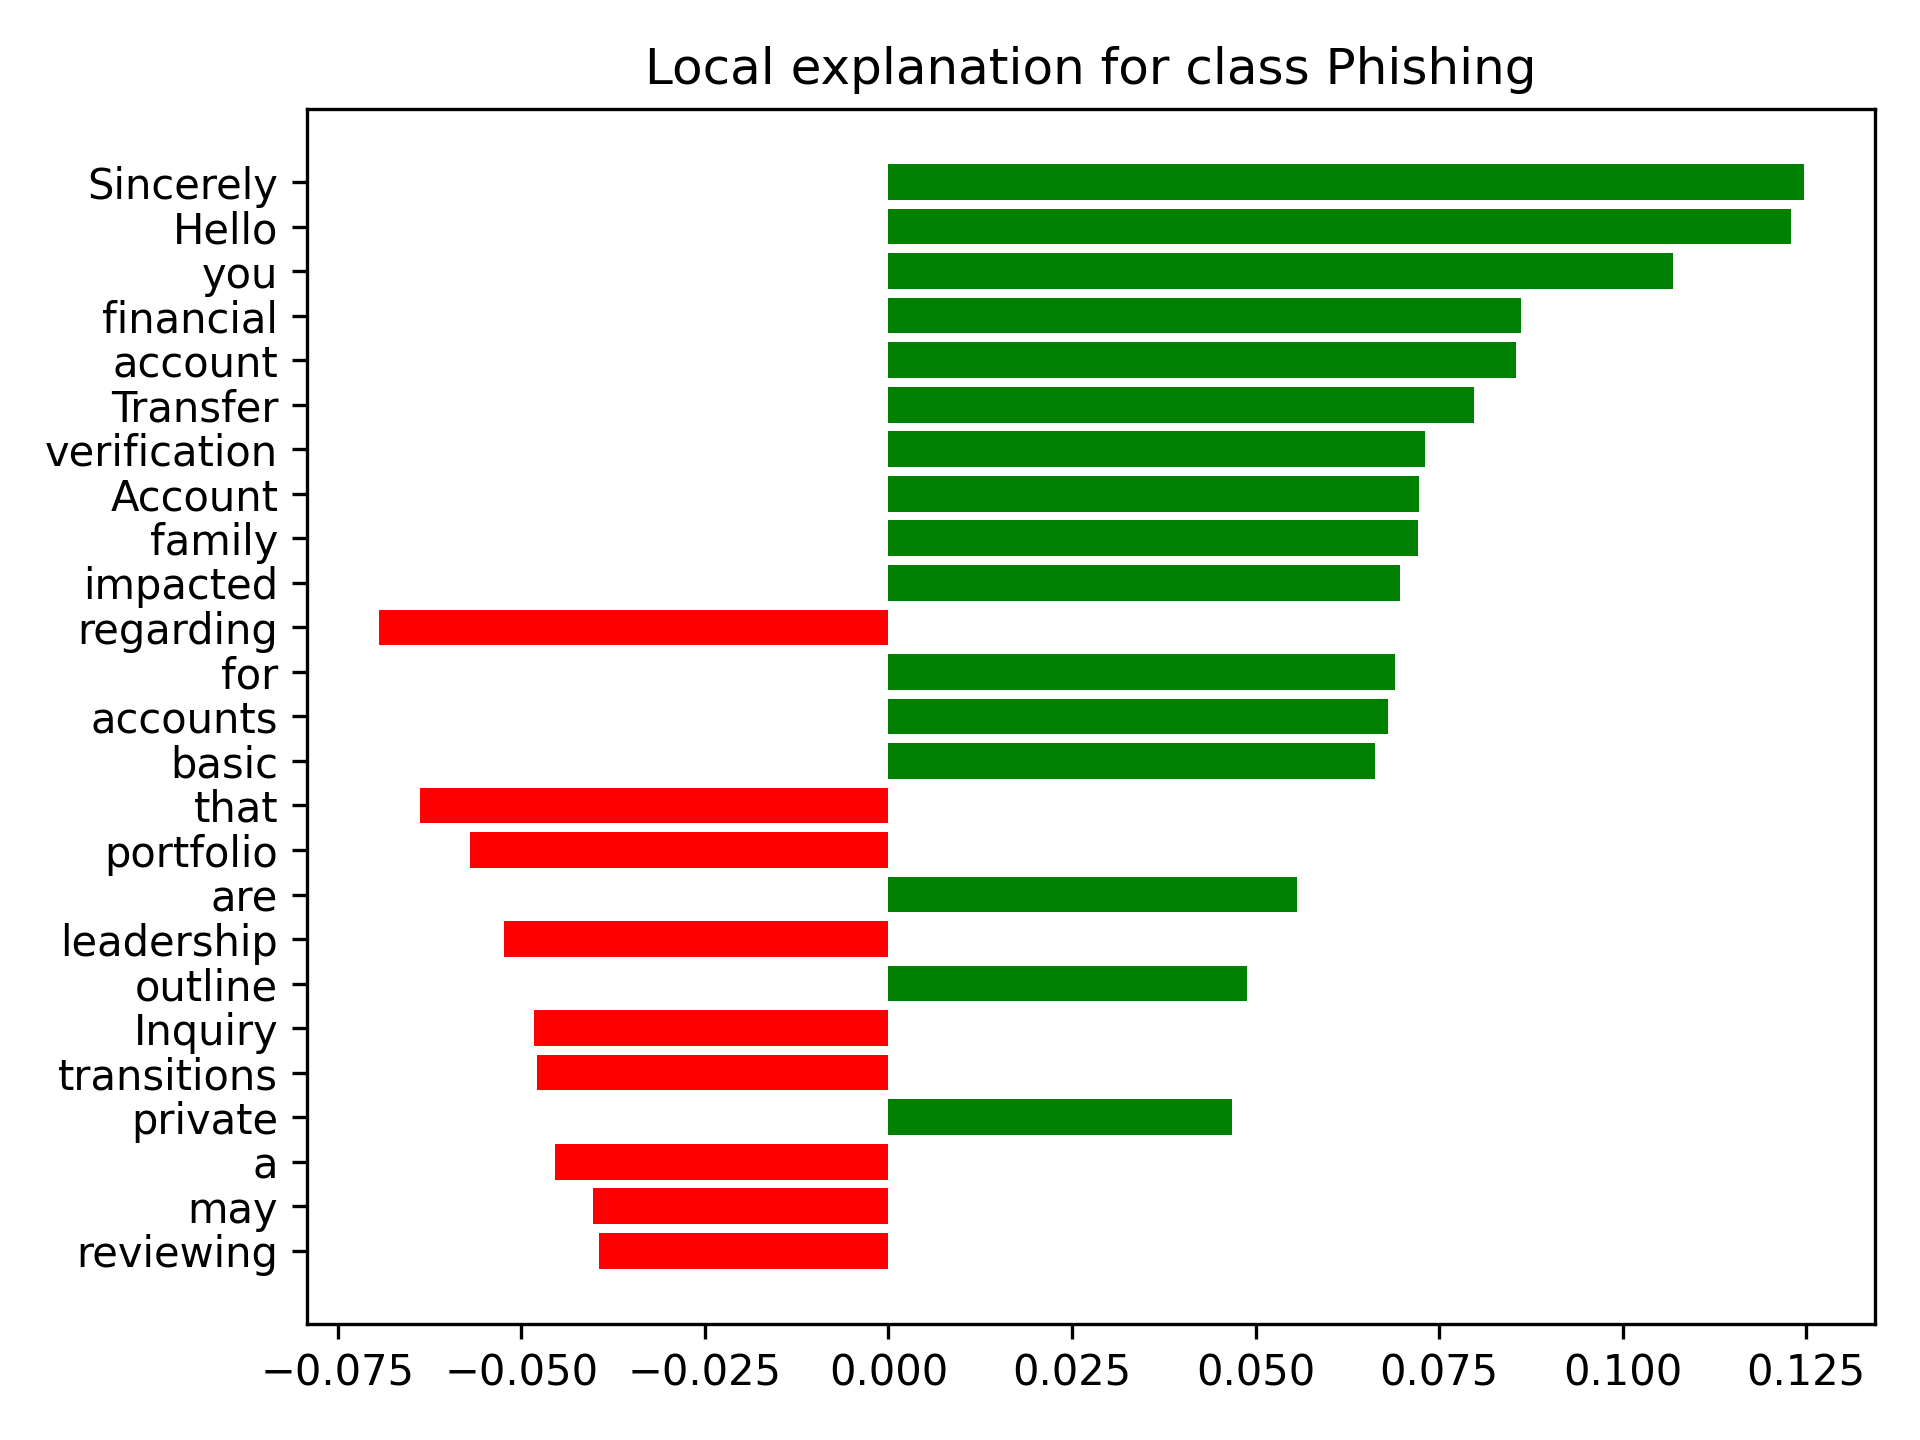 Local explanation for class Phishing
Sincerely
Hello
you
financial
account
Transfer
verification
Account
family
impacted
regarding
for
accounts
basic
that
portfolio
are
leadership
outline
Inquiry
transitions
private
a
may
reviewing
−0.075 −0.050 −0.025 0.000 0.025 0.050 0.075 0.100 0.125